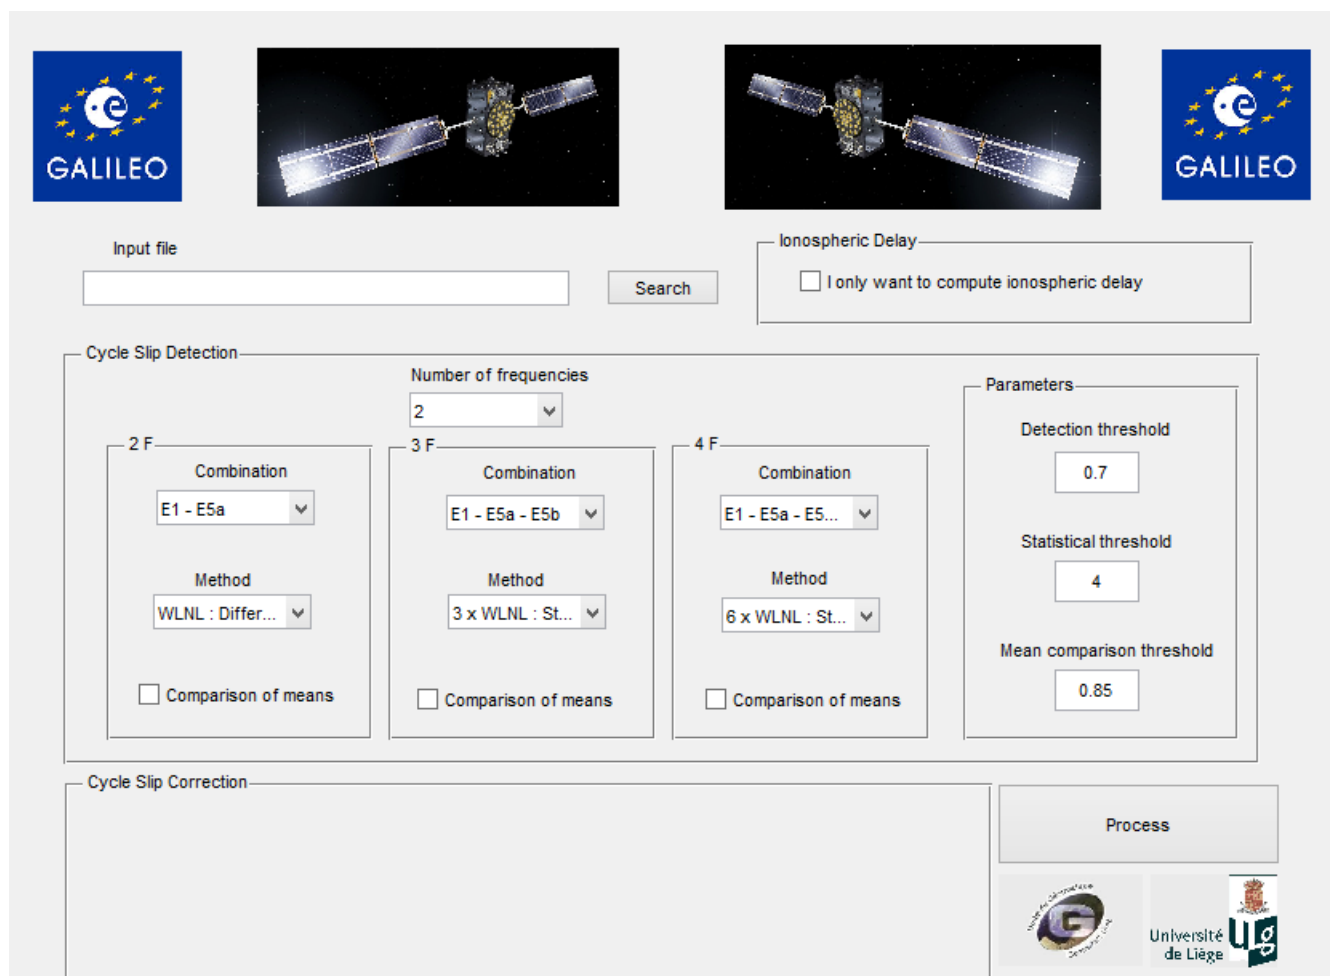 GALILEO
GALILEO
Input file
Search
Ionospheric Delay
I only want to compute ionospheric delay
Cycle Slip Detection
Number of frequencies
2
2 F
Combination
E1 - E5a
Method
WLNL : Differ...
Comparison of means
3 F
Combination
E1 - E5a - E5b
Method
3 x WLNL : St...
Comparison of means
4 F
Combination
E1 - E5a - E5...
Method
6 x WLNL : St...
Comparison of means
Parameters
Detection threshold
0.7
Statistical threshold
4
Mean comparison threshold
0.85
Cycle Slip Correction
Process
G
Université
de Liège
ULg